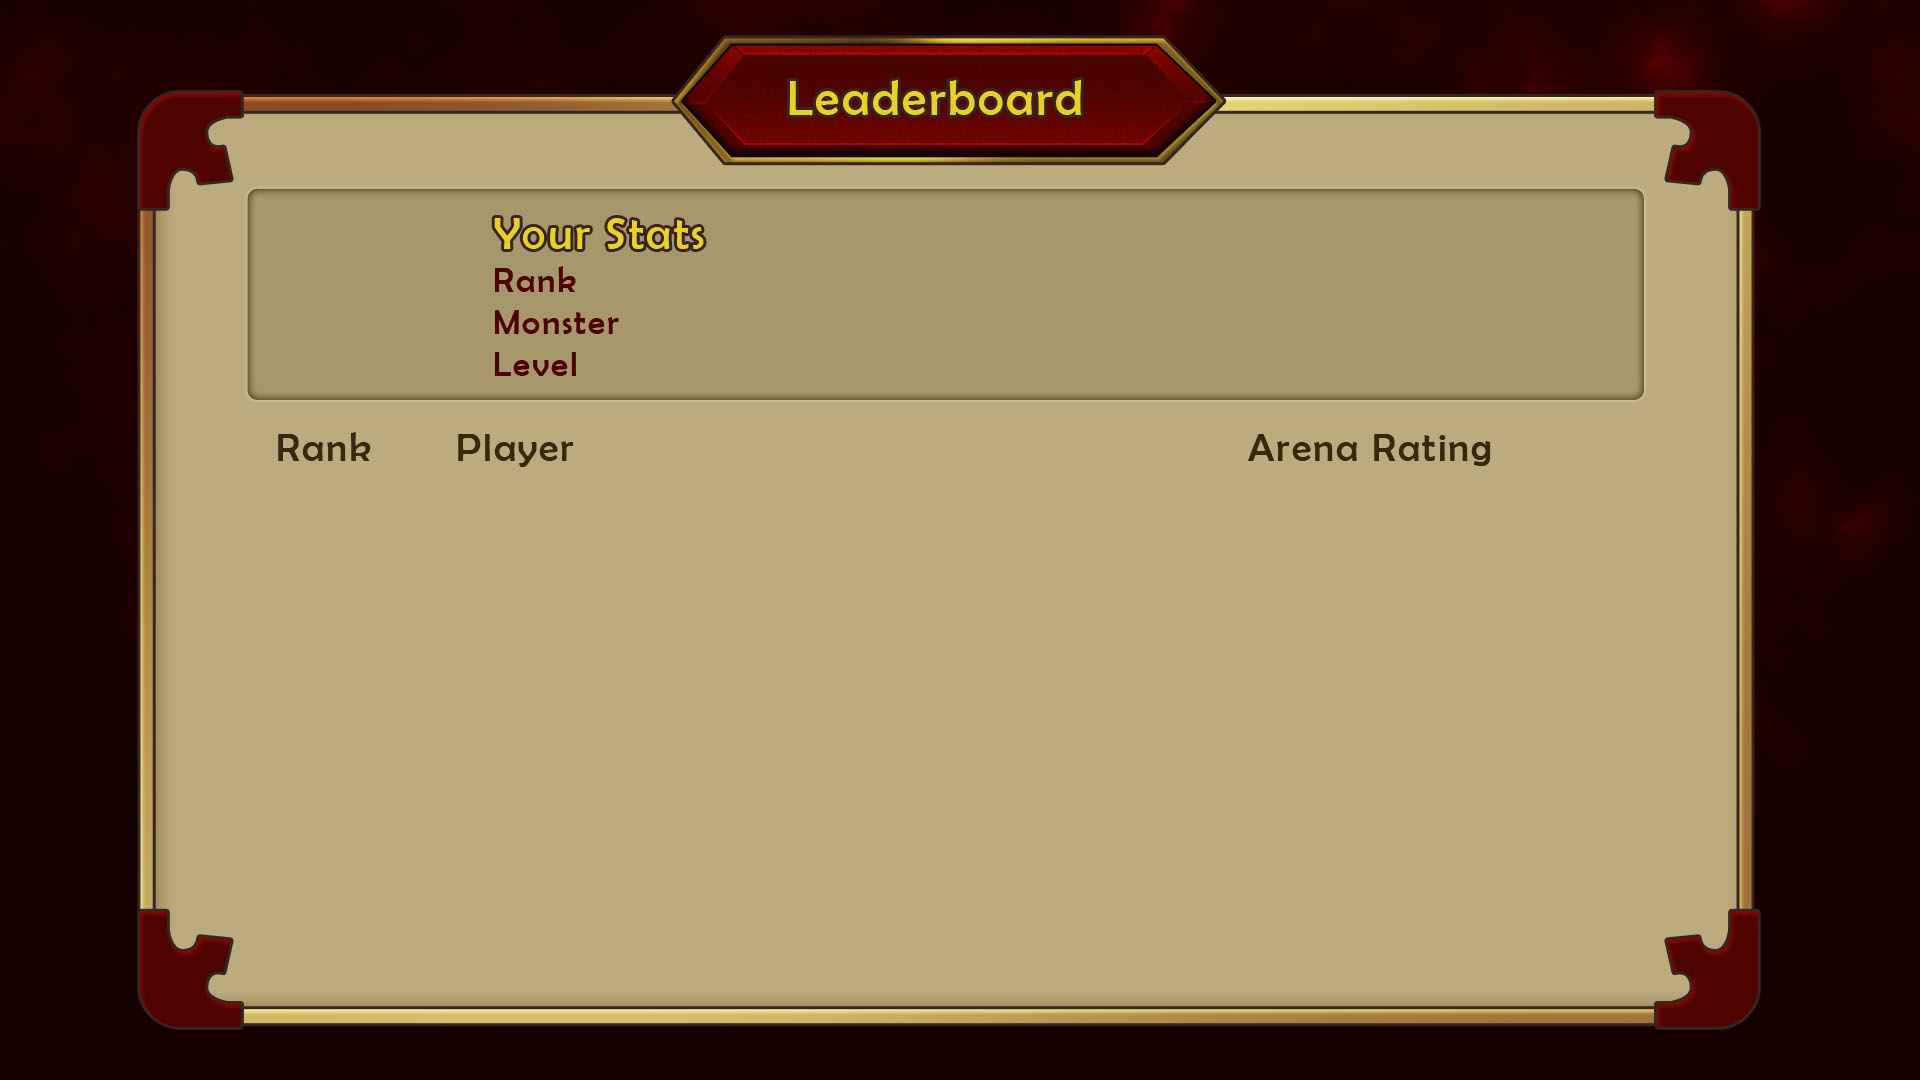 Leaderboard
Your Stats
Rank
Monster
Level
Rank Player Arena Rating